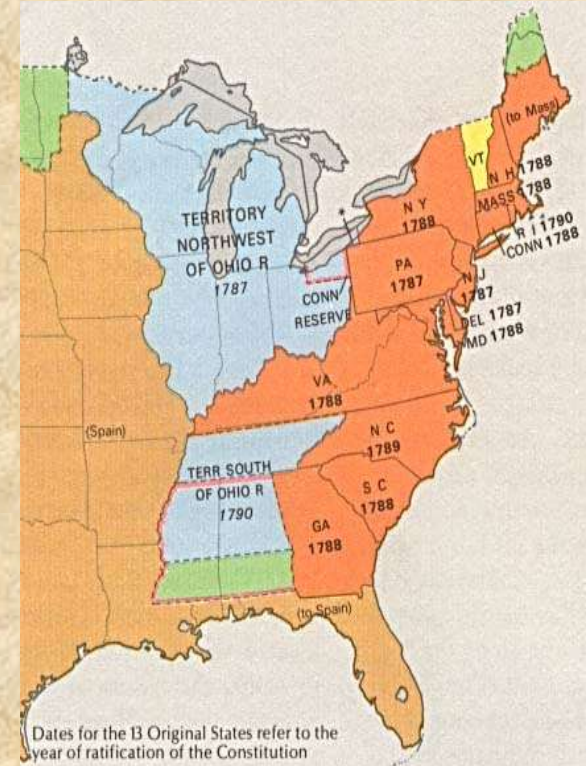 (to Mass)
VT
N H 1788
MASS 1788
R I 1790
CONN 1788
N Y
1788
TERRITORY
NORTHWEST
OF OHIO R
1787
PA
1787
N J
1787
CONN
RESERVE
DEL 1787
MD 1788
VA
1788
(Spain)
N C
1789
TERR SOUTH
OF OHIO R
1790
S C
1788
GA
1788
(to Spain)
Dates for the 13 Original States refer to the
year of ratification of the Constitution